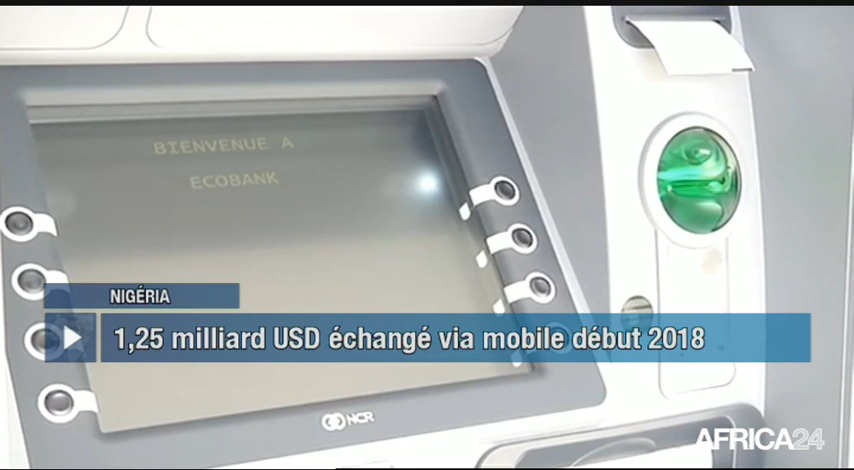 BIENVENUE A
ECOBANK
NIGÉRIA
1,25 milliard USD échangé via mobile début 2018
NCR
AFRICA24